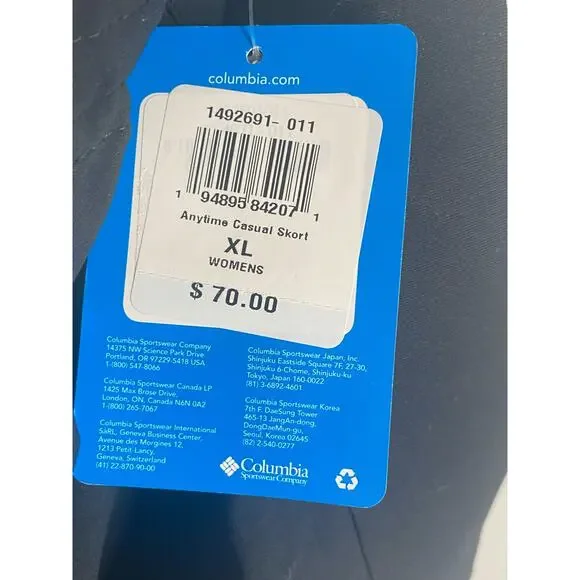 columbia.com
1492691- 011
1 94895 84207 1
Anytime Casual Skort
XL
WOMENS
$ 70.00
Columbia Sportswear Company
14375 NW Science Park Drive
Portland, OR 97229-5418 USA
1-(800) 547-8066
Columbia Sportswear Canada LP
1425 Max Brose Drive,
London, ON, Canada N6N 0A2
1-(800) 265-7067
Columbia Sportswear International
SáRL, Geneva Business Center,
Avenue des Morgines 12,
1213 Petit-Lancy,
Geneva, Switzerland
(41) 22-870-90-00
Columbia Sportswear Japan, Inc.
Shinjuku Eastside Square 7F, 27-30,
Shinjuku 6-Chome, Shinjuku-ku
Tokyo, Japan 160-0022
(81) 3-6892-4601
Columbia Sportswear Korea
7th F. DaeSung Tower
465-13 JangAn-dong,
DongDaeMun-gu,
Seoul, Korea 02645
(82) 2-540-0277
Columbia
Sportswear Company